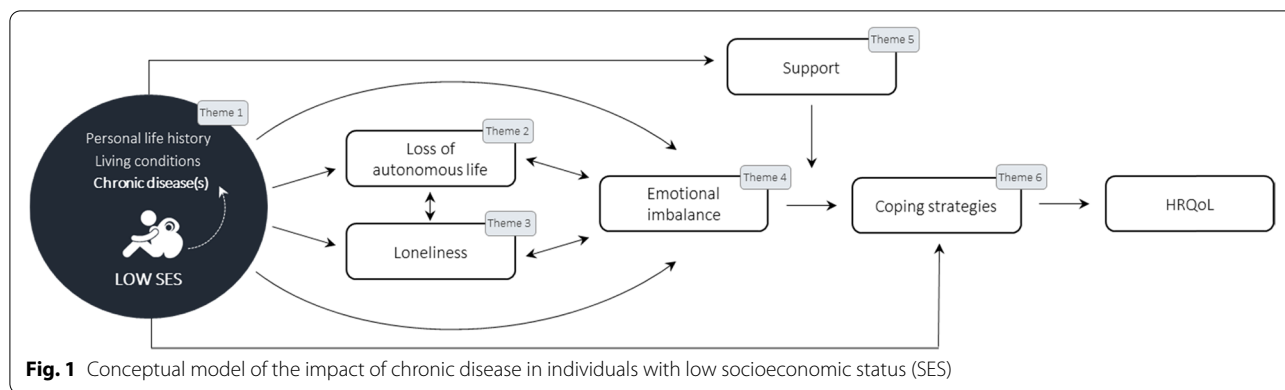 Theme 5
Support
Theme 1
Personal life history
Living conditions
Chronic disease(s)
LOW SES
Theme 2
Loss of
autonomous life
Theme 3
Loneliness
Theme 4
Emotional
imbalance
Theme 6
Coping strategies
HRQoL
Fig. 1 Conceptual model of the impact of chronic disease in individuals with low socioeconomic status (SES)